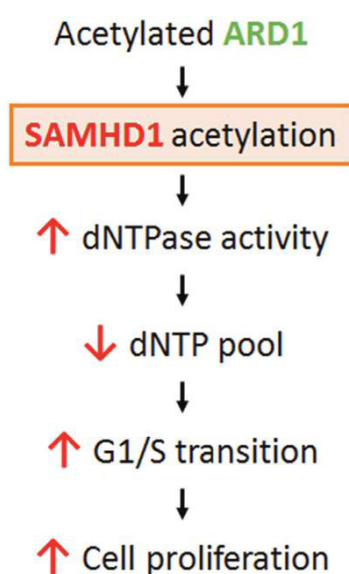 Acetylated ARD1
SAMHD1 acetylation
↑ dNTPase activity
↓ dNTP pool
↑ G1/S transition
↑ Cell proliferation